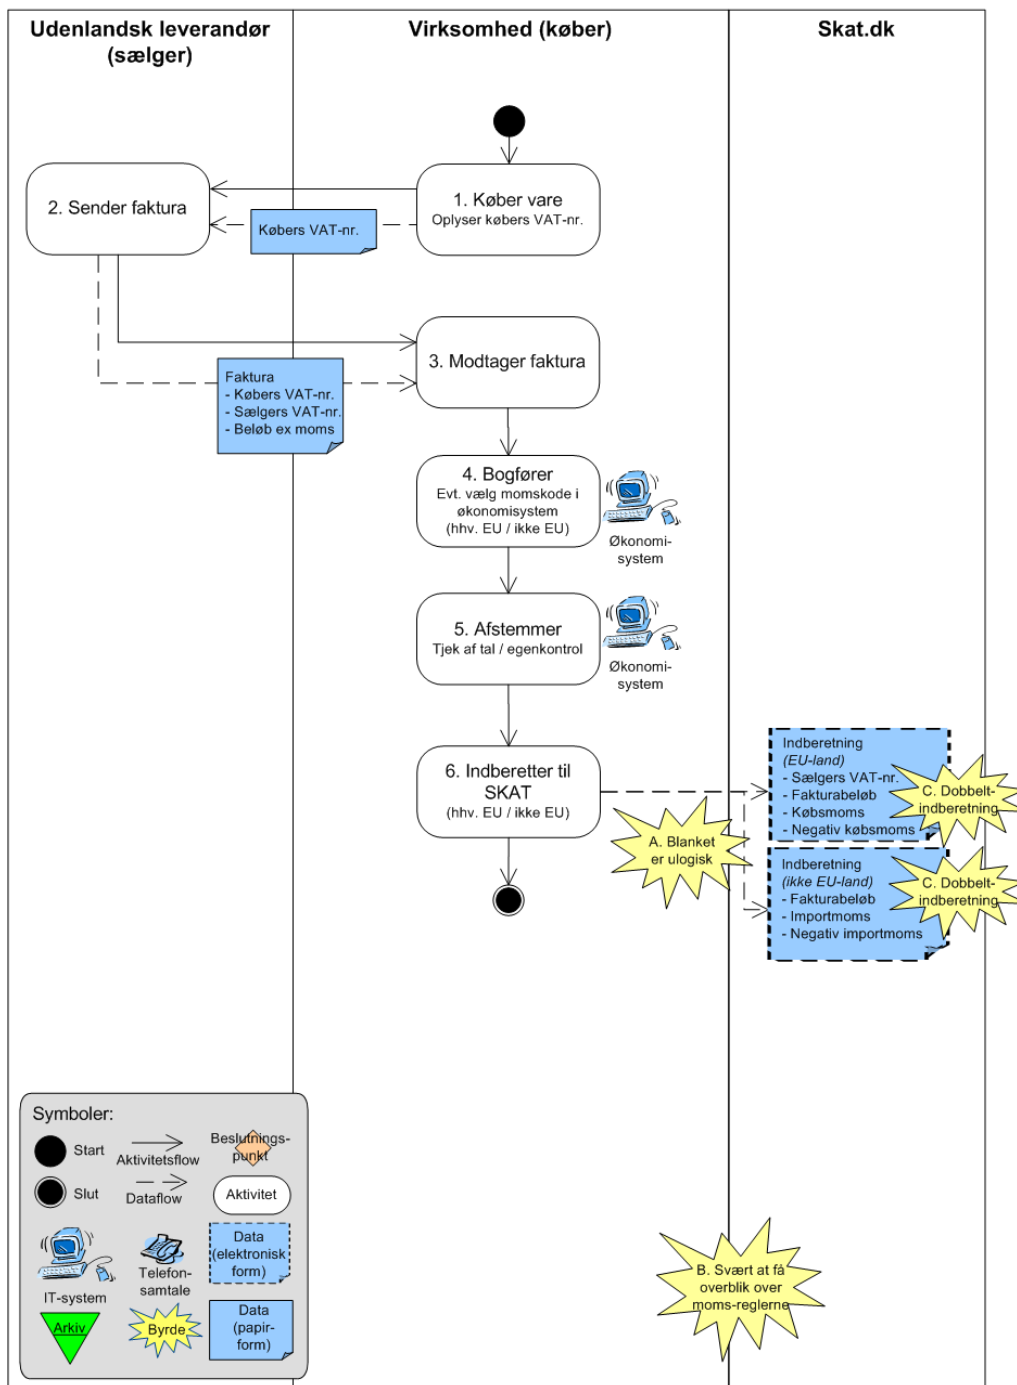 Udenlandsk leverandør
(sælger)
Virksomhed (køber)
Skat.dk
1. Køber vare
Oplyser købers VAT-nr.
2. Sender faktura
Købers VAT-nr.
3. Modtager faktura
Faktura
- Købers VAT-nr.
- Sælgers VAT-nr.
- Beløb ex moms
4. Bogfører
Evt. vælg momskode i
økonomisystem
(hhv. EU / ikke EU)
Økonomi-
system
5. Afstemmer
Tjek af tal / egenkontrol
Økonomi-
system
6. Indberetter til
SKAT
(hhv. EU / ikke EU)
A. Blanket
er ulogisk
Indberetning
(EU-land)
- Sælgers VAT-nr.
- Fakturabeløb
- Købsmoms
- Negativ købsmoms
C. Dobbelt-
indberetning
Indberetning
(ikke EU-land)
- Fakturabeløb
- Importmoms
- Negativ importmoms
C. Dobbelt-
indberetning
B. Svært at få
overblik over
moms-reglerne
Symboler:
Start
Aktivitetsflow
Beslutnings-
punkt
Slut
Dataflow
Aktivitet
IT-system
Telefon-
samtale
Data
(elektronisk
form)
Arkiv
Byrde
Data
(papir-
form)